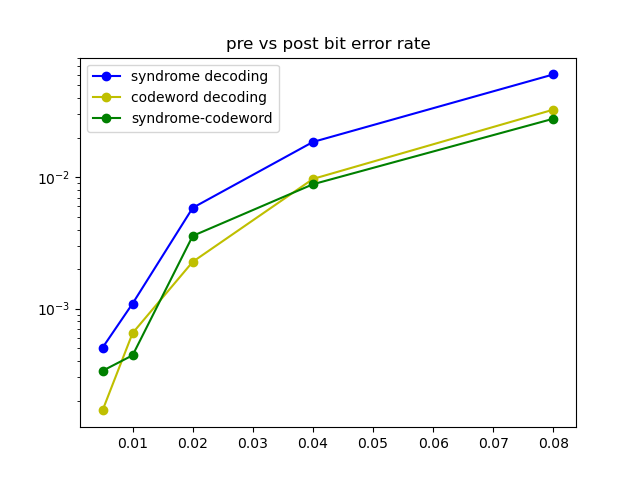 pre vs post bit error rate
syndrome decoding
codeword decoding
syndrome-codeword
10⁻²
10⁻³
0.01 0.02 0.03 0.04 0.05 0.06 0.07 0.08